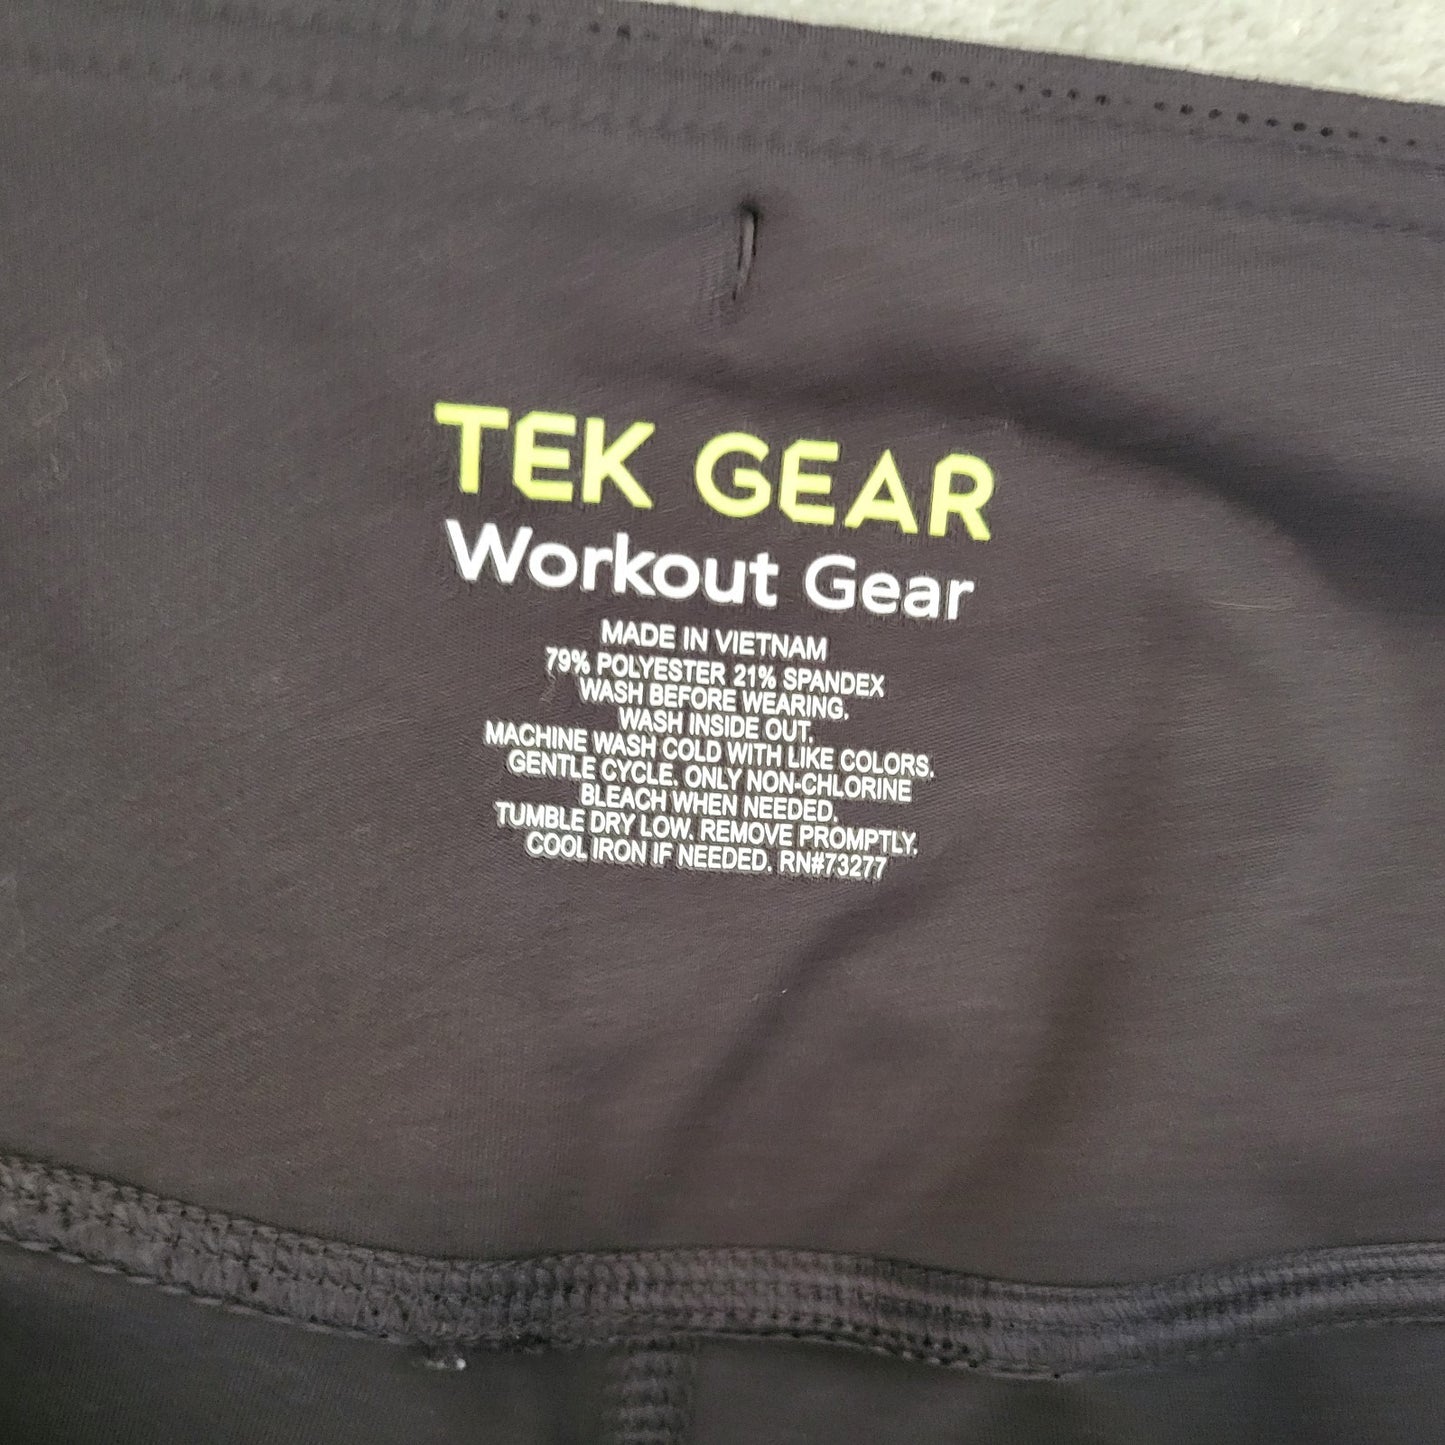 TEK GEAR
Workout Gear
MADE IN VIETNAM
79% POLYESTER 21% SPANDEX
WASH BEFORE WEARING.
WASH INSIDE OUT.
MACHINE WASH COLD WITH LIKE COLORS.
GENTLE CYCLE. ONLY NON-CHLORINE
BLEACH WHEN NEEDED.
TUMBLE DRY LOW. REMOVE PROMPTLY.
COOL IRON IF NEEDED. RN#73277